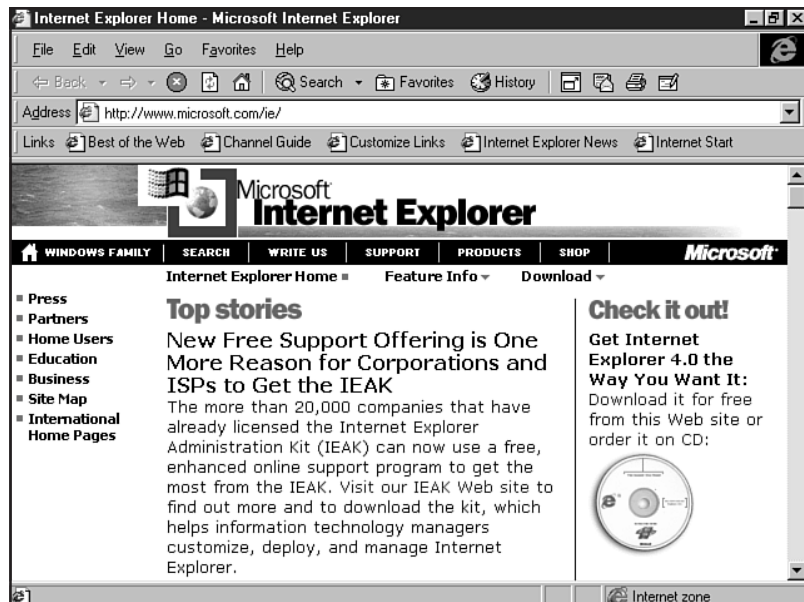 Internet Explorer Home - Microsoft Internet Explorer
File Edit View Go Favorites Help
Back Search Favorites History
Address http://www.microsoft.com/ie/
Links Best of the Web Channel Guide Customize Links Internet Explorer News Internet Start
Microsoft
Internet Explorer
WINDOWS FAMILY SEARCH WRITE US SUPPORT PRODUCTS SHOP Microsoft
Internet Explorer Home Feature Info Download
Press
Partners
Home Users
Education
Business
Site Map
International
Home Pages
Top stories
New Free Support Offering is One
More Reason for Corporations and
ISPs to Get the IEAK
The more than 20,000 companies that have
already licensed the Internet Explorer
Administration Kit (IEAK) can now use a free,
enhanced online support program to get the
most from the IEAK. Visit our IEAK Web site to
find out more and to download the kit, which
helps information technology managers
customize, deploy, and manage Internet
Explorer.
Check it out!
Get Internet
Explorer 4.0 the
Way You Want It:
Download it for free
from this Web site or
order it on CD:
Internet zone